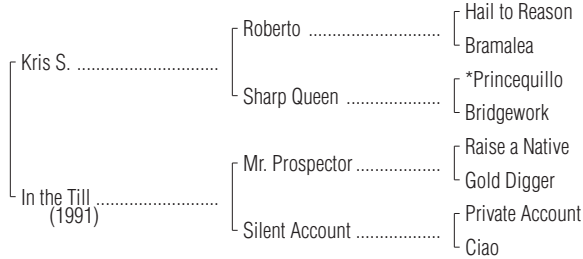 Hail to Reason
Roberto ..............................
Bramalea
Kris S. ................................
*Princequillo
Sharp Queen .....................
Bridgework
Raise a Native
Mr. Prospector ...................
Gold Digger
In the Till ...........................
(1991)
Private Account
Silent Account ...................
Ciao